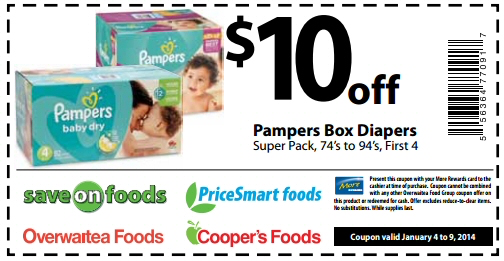 Pampers
Pampers
baby dry
4
12
$10 off
Pampers Box Diapers
Super Pack, 74's to 94's, First 4
5 56364 77091 7
save on foods
PriceSmart foods
Overwaitea Foods
Cooper's Foods
More
Present this coupon with your More Rewards card to the
cashier at time of purchase. Coupon cannot be combined
with any other Overwaitea Food Group coupon offer on
this product or redeemed for cash. Offer excludes reduce-to-clear items.
No substitutions. While supplies last.
Coupon valid January 4 to 9, 2014